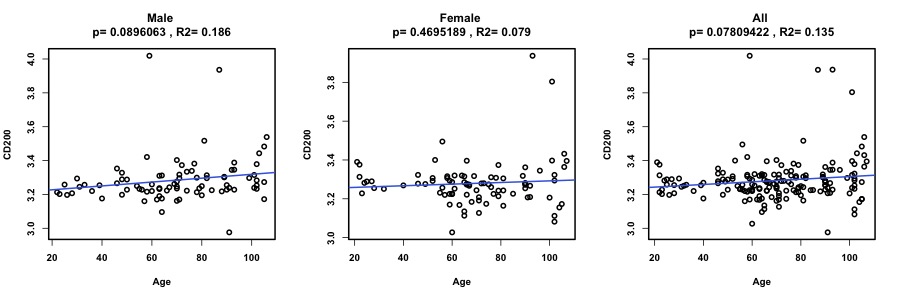 Male
p= 0.0896063 , R2= 0.186
CD200
4.0
3.8
3.6
3.4
3.2
3.0
20 40 60 80 100
Age
Female
p= 0.4695189 , R2= 0.079
CD200
3.8
3.6
3.4
3.2
3.0
20 40 60 80 100
Age
All
p= 0.07809422 , R2= 0.135
CD200
4.0
3.8
3.6
3.4
3.2
3.0
20 40 60 80 100
Age